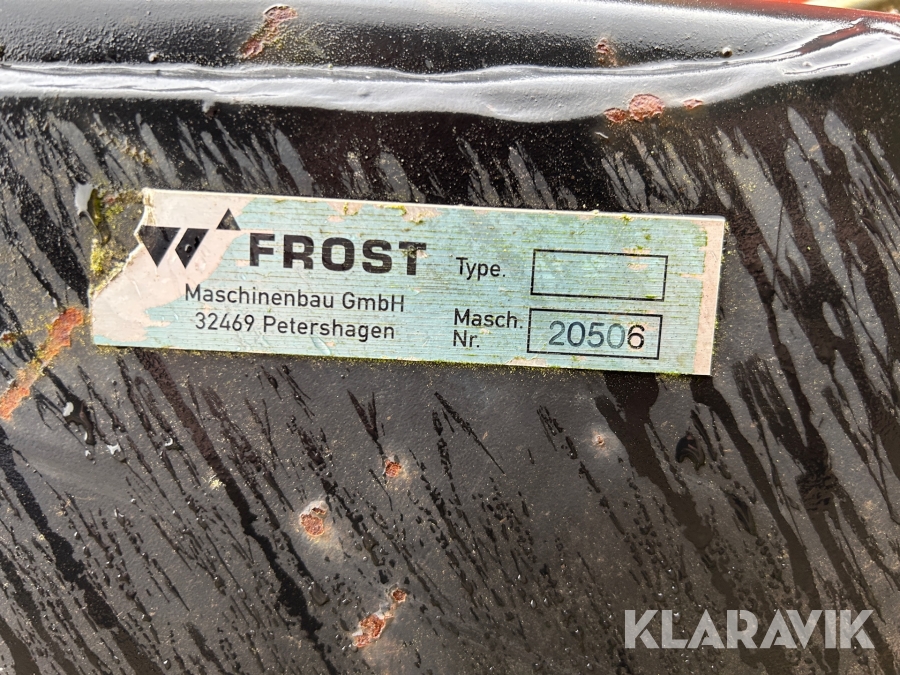 FROST
Maschinenbau GmbH
32469 Petershagen
Type.
Masch.
Nr.
20506
KLARAVIK